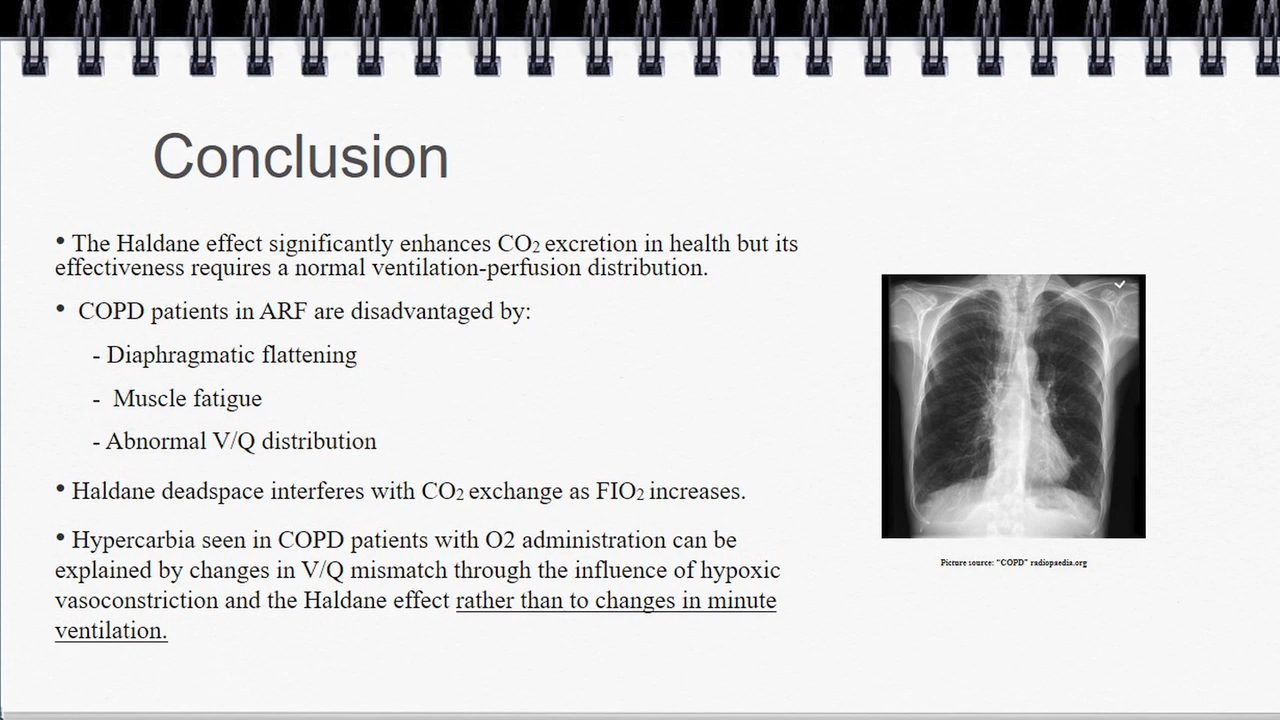 Conclusion
• The Haldane effect significantly enhances CO₂ excretion in health but its
effectiveness requires a normal ventilation-perfusion distribution.
• COPD patients in ARF are disadvantaged by:
- Diaphragmatic flattening
- Muscle fatigue
- Abnormal V/Q distribution
• Haldane deadspace interferes with CO₂ exchange as FIO₂ increases.
• Hypercarbia seen in COPD patients with O2 administration can be
explained by changes in V/Q mismatch through the influence of hypoxic
vasoconstriction and the Haldane effect rather than to changes in minute
ventilation.
Picture source: "COPD" radiopaedia.org